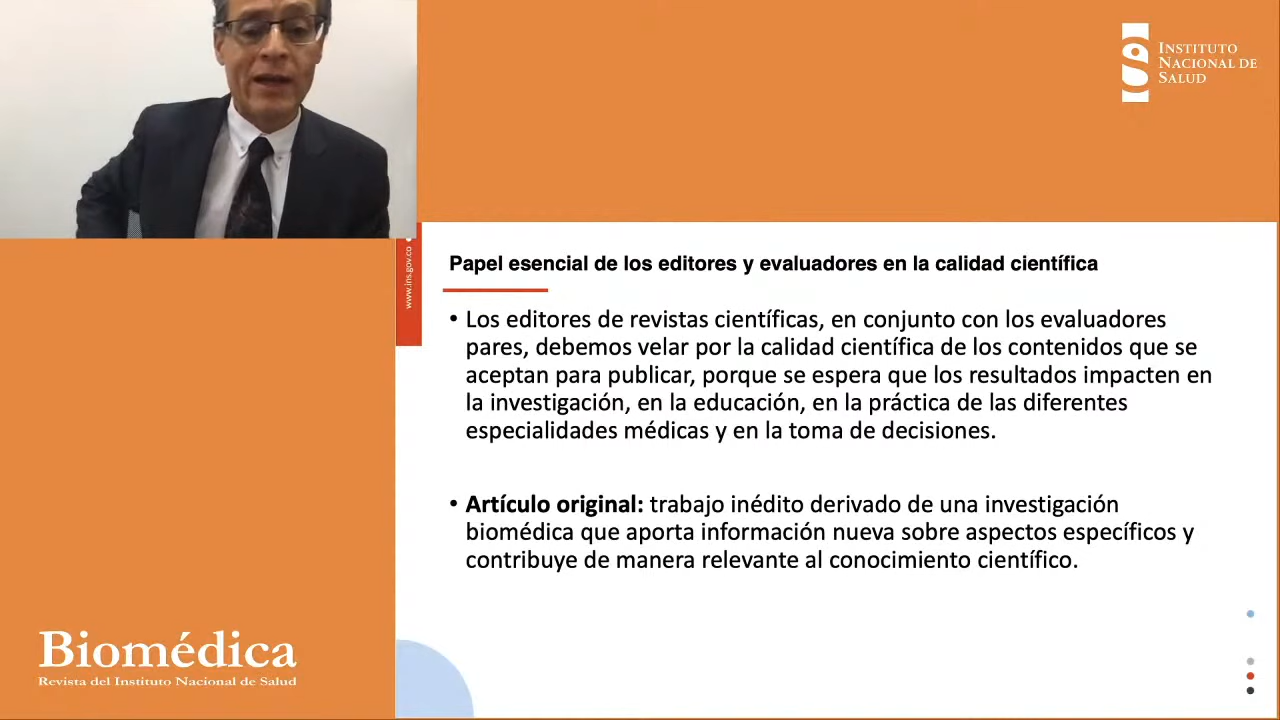 INSTITUTO
NACIONAL DE
SALUD
www.ins.gov.co
Papel esencial de los editores y evaluadores en la calidad científica
• Los editores de revistas científicas, en conjunto con los evaluadores
pares, debemos velar por la calidad científica de los contenidos que se
aceptan para publicar, porque se espera que los resultados impacten en
la investigación, en la educación, en la práctica de las diferentes
especialidades médicas y en la toma de decisiones.
• Artículo original: trabajo inédito derivado de una investigación
biomédica que aporta información nueva sobre aspectos específicos y
contribuye de manera relevante al conocimiento científico.
Biomédica
Revista del Instituto Nacional de Salud